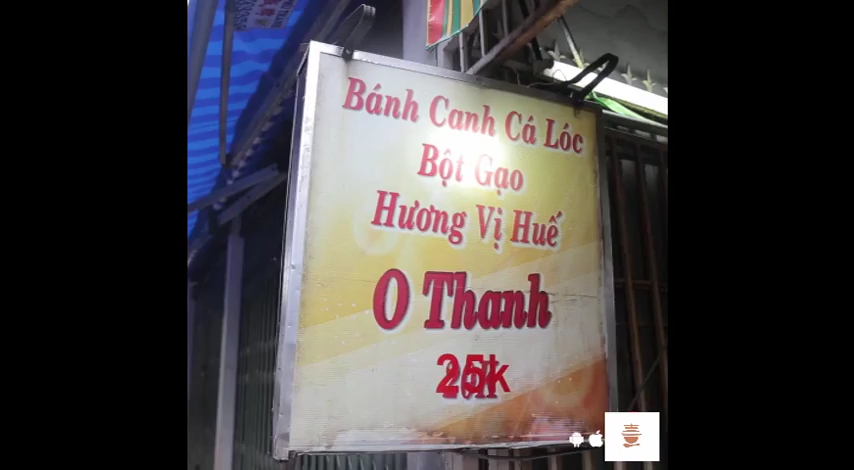 Bánh Canh Cá Lóc
Bột Gạo
Hương Vị Huế
O Thanh
25k